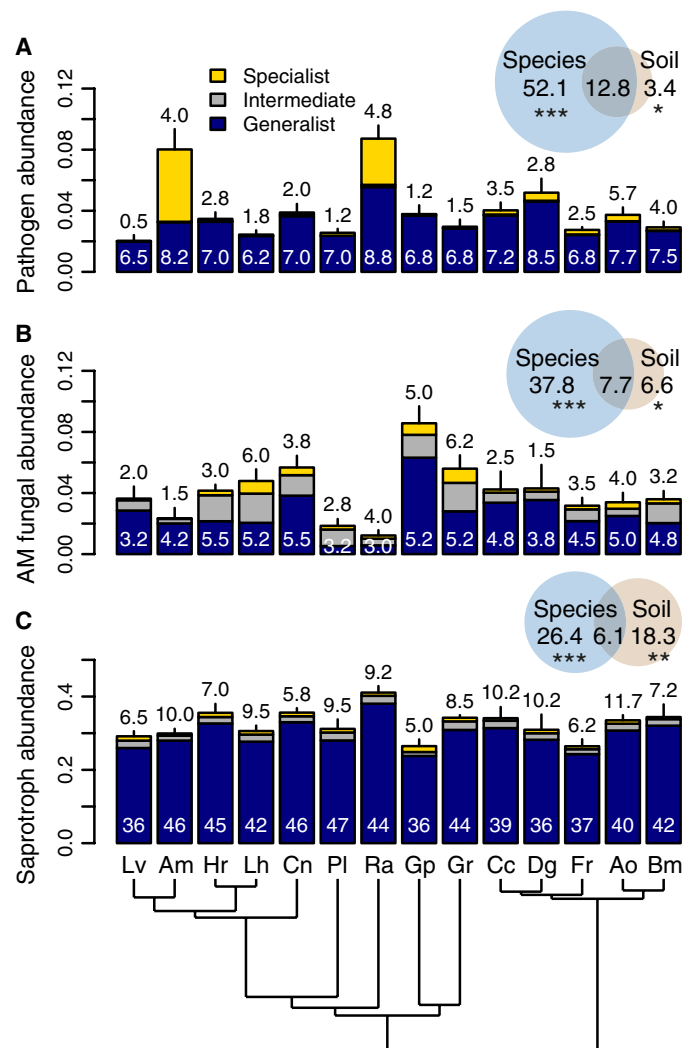 A
Pathogen abundance
0.00 0.04 0.08 0.12
Specialist
Intermediate
Generalist
Species Soil
52.1 12.8 3.4
*** *
0.5 4.0 2.8 1.8 2.0 1.2 4.8 1.2 1.5 3.5 2.8 2.5 5.7 4.0
6.5 8.2 7.0 6.2 7.0 7.0 8.8 6.8 6.8 7.2 8.5 6.8 7.7 7.5
B
AM fungal abundance
0.00 0.04 0.08 0.12
Species Soil
37.8 7.7 6.6
*** *
2.0 1.5 3.0 6.0 3.8 2.8 4.0 5.0 6.2 2.5 1.5 3.5 4.0 3.2
3.2 4.2 5.5 5.2 5.5 3.2 3.0 5.2 5.2 4.8 3.8 4.5 5.0 4.8
C
Saprotroph abundance
0.0 0.2 0.4
Species Soil
26.4 6.1 18.3
*** **
6.5 10.0 7.0 9.5 5.8 9.5 9.2 5.0 8.5 10.2 10.2 6.2 11.7 7.2
36 46 45 42 46 47 44 36 44 39 36 37 40 42
Lv Am Hr Lh Cn Pl Ra Gp Gr Cc Dg Fr Ao Bm